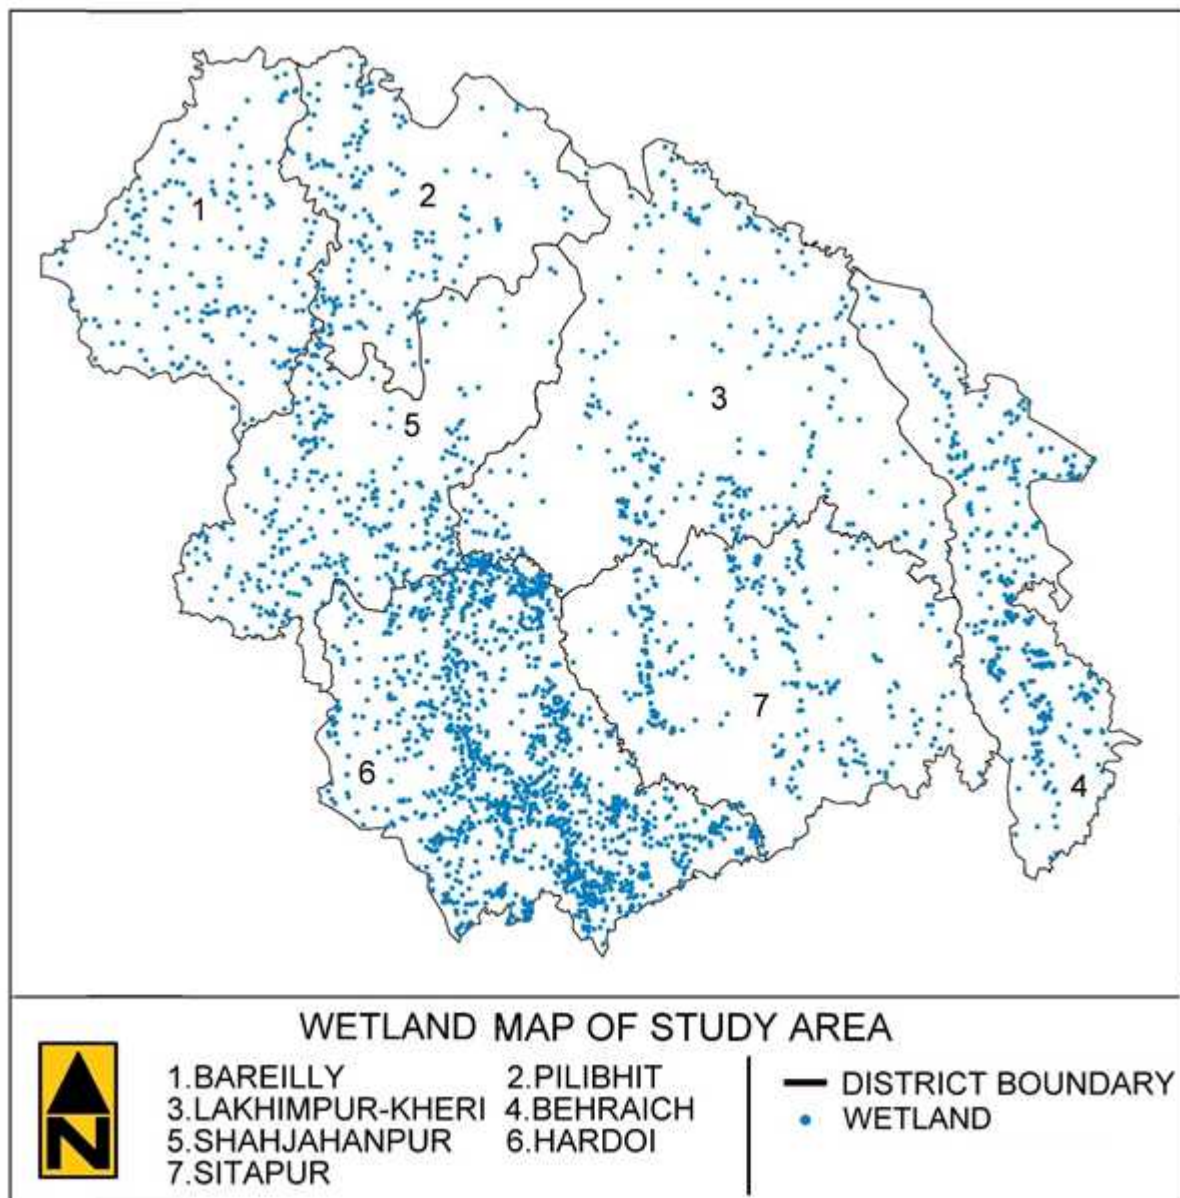 1
2
3
5
7
6
4
WETLAND MAP OF STUDY AREA
1.BAREILLY 2.PILIBHIT
3.LAKHIMPUR-KHERI 4.BEHRAICH
5.SHAHJAHANPUR 6.HARDOI
7.SITAPUR
DISTRICT BOUNDARY
WETLAND
N